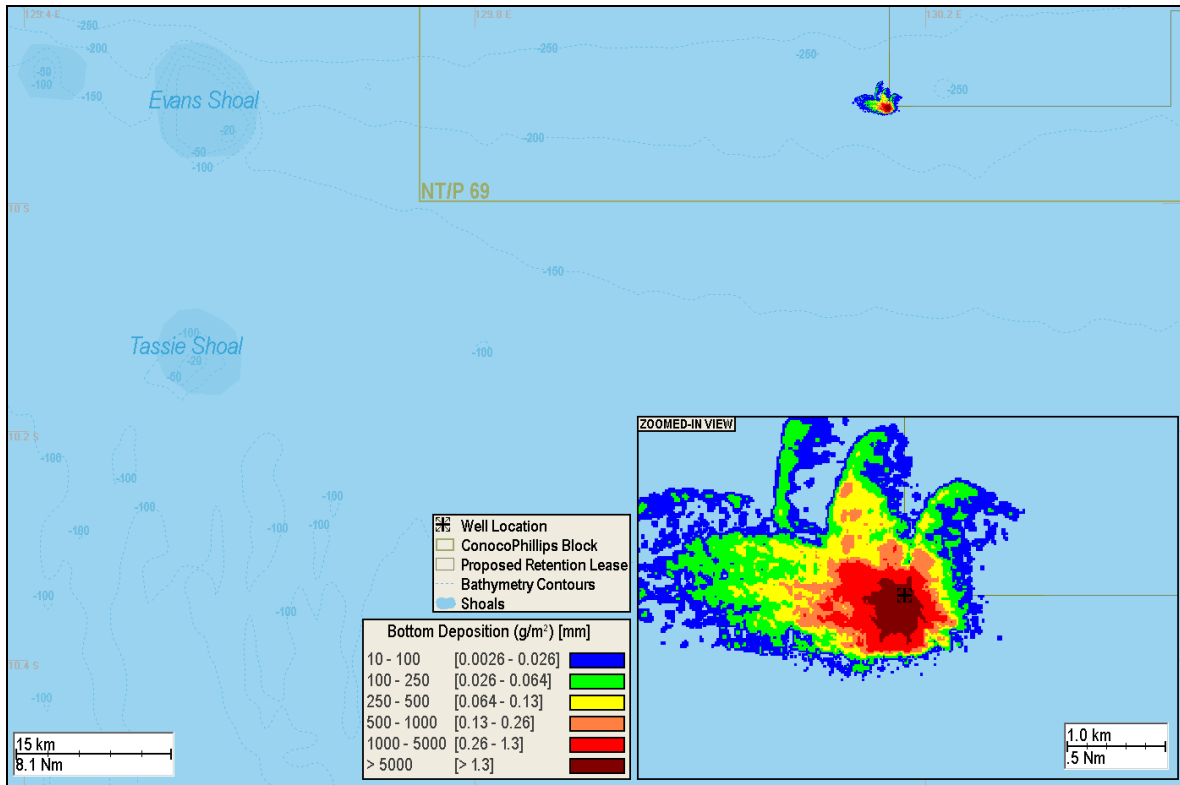 129.4 E
129.8 E
130.2 E
-250
-200
-250
-250
-50
-100
-150
Evans Shoal
-250
-20
-200
-50
-100
NT/P 69
10 S
-150
-100
Tassie Shoal
-20
-100
-50
10.2 S
-100
-100
-100
-100
-100
-100
-100
-100
10.4 S
-100
ZOOMED-IN VIEW
Well Location
ConocoPhillips Block
Proposed Retention Lease
Bathymetry Contours
Shoals
Bottom Deposition (g/m²) [mm]
10 - 100 [0.0026 - 0.026]
100 - 250 [0.026 - 0.064]
250 - 500 [0.064 - 0.13]
500 - 1000 [0.13 - 0.26]
1000 - 5000 [0.26 - 1.3]
> 5000 [> 1.3]
15 km
8.1 Nm
1.0 km
.5 Nm